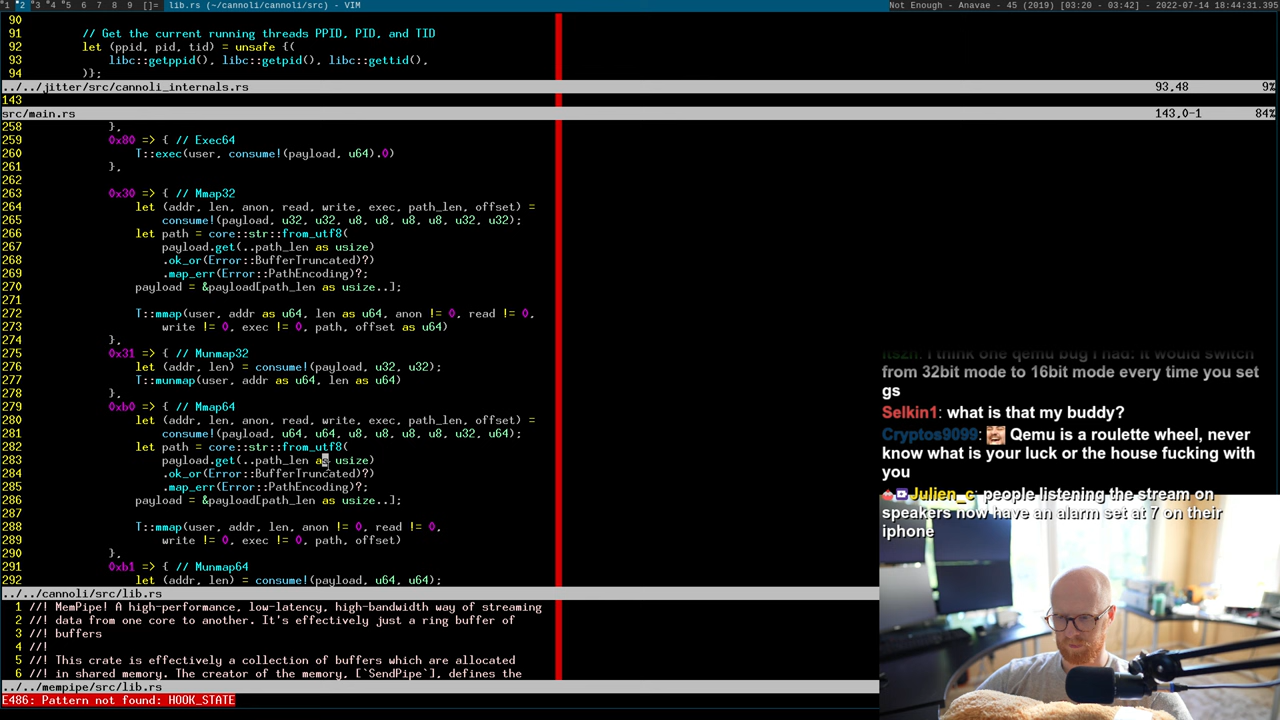 1 2 3 4 5 6 7 8 9 []= lib.rs (~/cannoli/cannoli/src) - VIM
Not Enough - Anavae - 45 (2019) [03:20 - 03:42] - 2022-07-14 18:44:31.395
90
91 // Get the current running threads PPID, PID, and TID
92 let (ppid, pid, tid) = unsafe {(
93 libc::getppid(), libc::getpid(), libc::gettid(),
94 )};
../../jitter/src/cannoli_internals.rs 93,48 9%
143
src/main.rs 143,0-1 84%
258 },
259 0x80 => { // Exec64
260 T::exec(user, consume!(payload, u64).0)
261 },
262
263 0x30 => { // Mmap32
264 let (addr, len, anon, read, write, exec, path_len, offset) =
265 consume!(payload, u32, u32, u8, u8, u8, u8, u32, u32);
266 let path = core::str::from_utf8(
267 payload.get(..path_len as usize)
268 .ok_or(Error::BufferTruncated)?)
269 .map_err(Error::PathEncoding)?;
270 payload = &payload[path_len as usize..];
271
272 T::mmap(user, addr as u64, len as u64, anon != 0, read != 0,
273 write != 0, exec != 0, path, offset as u64)
274 },
275 0x31 => { // Munmap32
276 let (addr, len) = consume!(payload, u32, u32);
277 T::munmap(user, addr as u64, len as u64)
278 },
279 0xb0 => { // Mmap64
280 let (addr, len, anon, read, write, exec, path_len, offset) =
281 consume!(payload, u64, u64, u8, u8, u8, u8, u32, u64);
282 let path = core::str::from_utf8(
283 payload.get(..path_len as usize)
284 .ok_or(Error::BufferTruncated)?)
285 .map_err(Error::PathEncoding)?;
286 payload = &payload[path_len as usize..];
287
288 T::mmap(user, addr, len, anon != 0, read != 0,
289 write != 0, exec != 0, path, offset)
290 },
291 0xb1 => { // Munmap64
292 let (addr, len) = consume!(payload, u64, u64);
../../cannoli/src/lib.rs
1 //! MemPipe! A high-performance, low-latency, high-bandwidth way of streaming
2 //! data from one core to another. It's effectively just a ring buffer of
3 //! buffers
4 //!
5 //! This crate is effectively a collection of buffers which are allocated
6 //! in shared memory. The creator of the memory, [`SendPipe`], defines the
../../mempipe/src/lib.rs
E486: Pattern not found: HOOK_STATE
I think one qemu bug I had: it would switch
from 32bit mode to 16bit mode every time you set
gs
Selkin1: what is that my buddy?
Cryptos9099: Qemu is a roulette wheel, never
know what is your luck or the house fucking with
you
Julien_c: people listening the stream on
speakers now have an alarm set at 7 on their
iphone